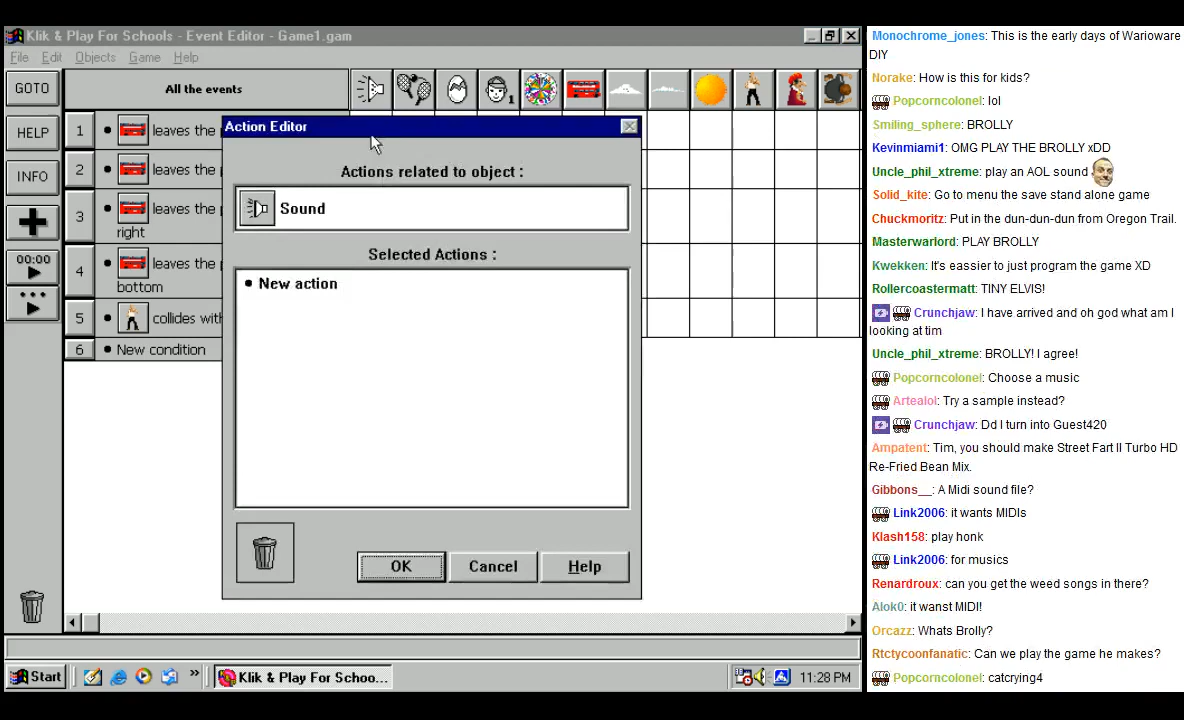 Klik & Play For Schools - Event Editor - Game1.gam
File Edit Objects Game Help
GOTO
All the events
1
HELP
1 • leaves the p
INFO
2 • leaves the p
3 • leaves the p
right
00:00
4 • leaves the p
bottom
5 • collides with
6 • New condition
Action Editor
Actions related to object :
Sound
Selected Actions :
• New action
OK
Cancel
Help
Start
Klik & Play For Schoo...
11:28 PM
Monochrome_jones: This is the early days of Warioware
DIY
Norake: How is this for kids?
Popcorncolonel: lol
Smiling_sphere: BROLLY
Kevinmiami1: OMG PLAY THE BROLLY xDD
Uncle_phil_xtreme: play an AOL sound
Solid_kite: Go to menu the save stand alone game
Chuckmoritz: Put in the dun-dun-dun from Oregon Trail.
Masterwarlord: PLAY BROLLY
Kwekken: It's eassier to just program the game XD
Rollercoastermatt: TINY ELVIS!
Crunchjaw: I have arrived and oh god what am I
looking at tim
Uncle_phil_xtreme: BROLLY! I agree!
Popcorncolonel: Choose a music
Artealol: Try a sample instead?
Crunchjaw: Dd I turn into Guest420
Ampatent: Tim, you should make Street Fart II Turbo HD
Re-Fried Bean Mix.
Gibbons__: A Midi sound file?
Link2006: it wants MIDIs
Klash158: play honk
Link2006: for musics
Renardroux: can you get the weed songs in there?
Alok0: it wanst MIDI!
Orcazz: Whats Brolly?
Rtctycoonfanatic: Can we play the game he makes?
Popcorncolonel: catcrying4